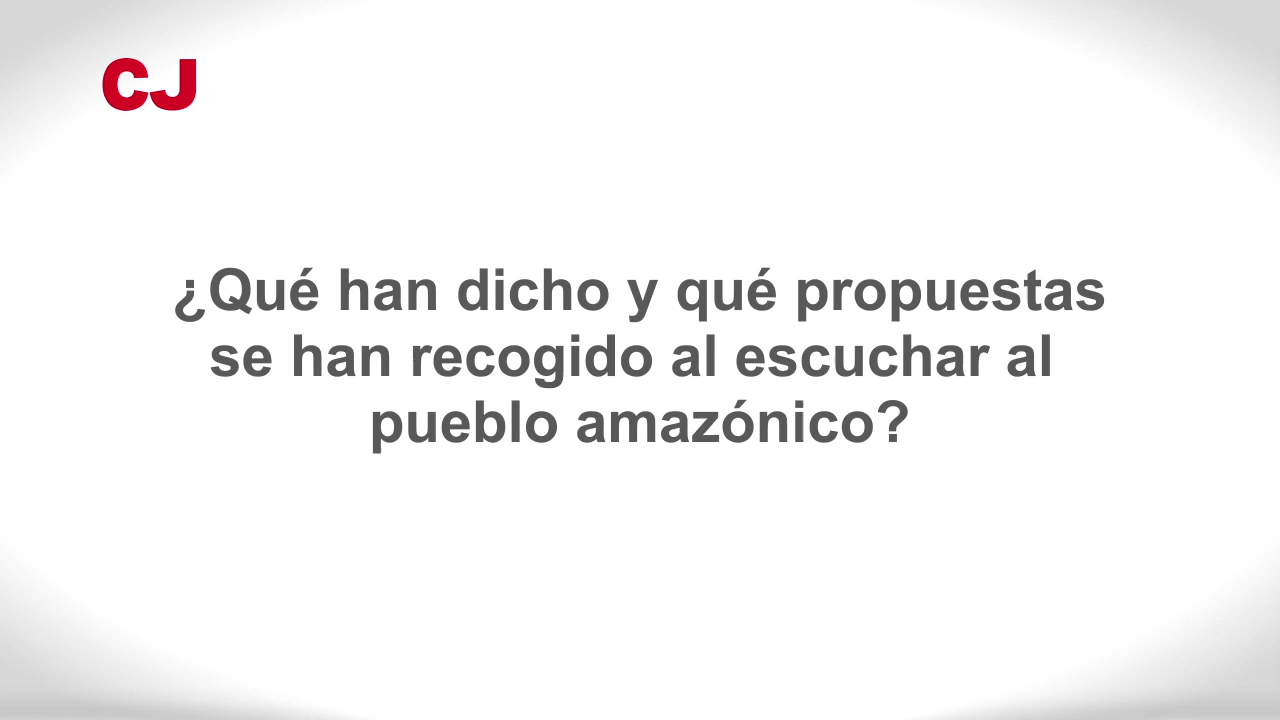 CJ
¿Qué han dicho y qué propuestas
se han recogido al escuchar al
pueblo amazónico?